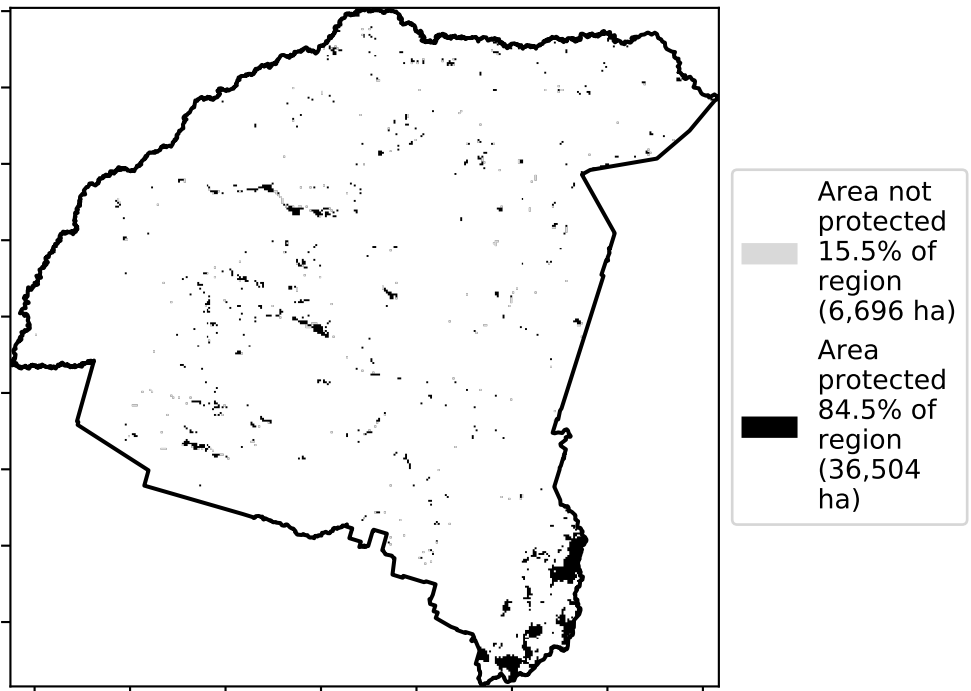 Area not
protected
15.5% of
region
(6,696 ha)
Area
protected
84.5% of
region
(36,504
ha)